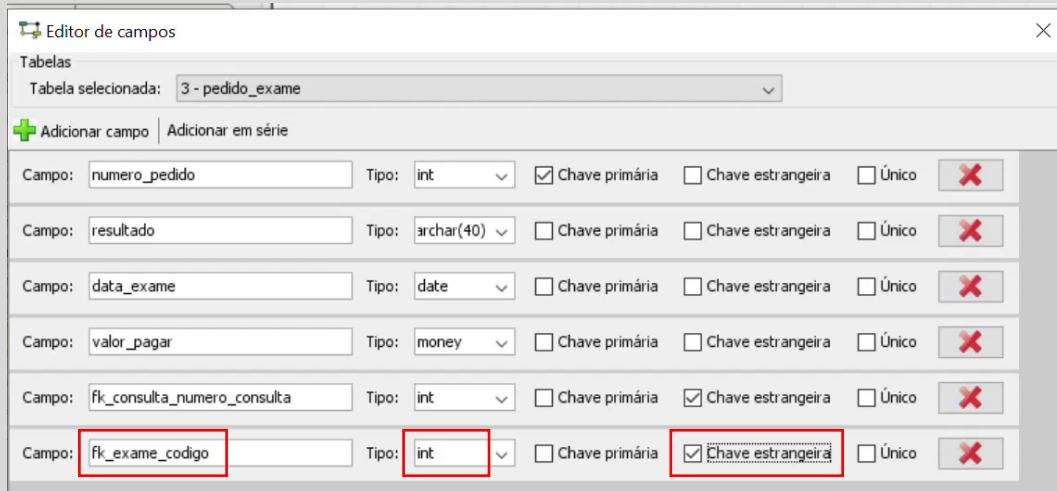 Editor de campos
Tabelas
Tabela selecionada: 3 - pedido_exame
Adicionar campo Adicionar em série
Campo: numero_pedido Tipo: int Chave primária Chave estrangeira Único
Campo: resultado Tipo: archar(40) Chave primária Chave estrangeira Único
Campo: data_exame Tipo: date Chave primária Chave estrangeira Único
Campo: valor_pagar Tipo: money Chave primária Chave estrangeira Único
Campo: fk_consulta_numero_consulta Tipo: int Chave primária Chave estrangeira Único
Campo: fk_exame_codigo Tipo: int Chave primária Chave estrangeira Único